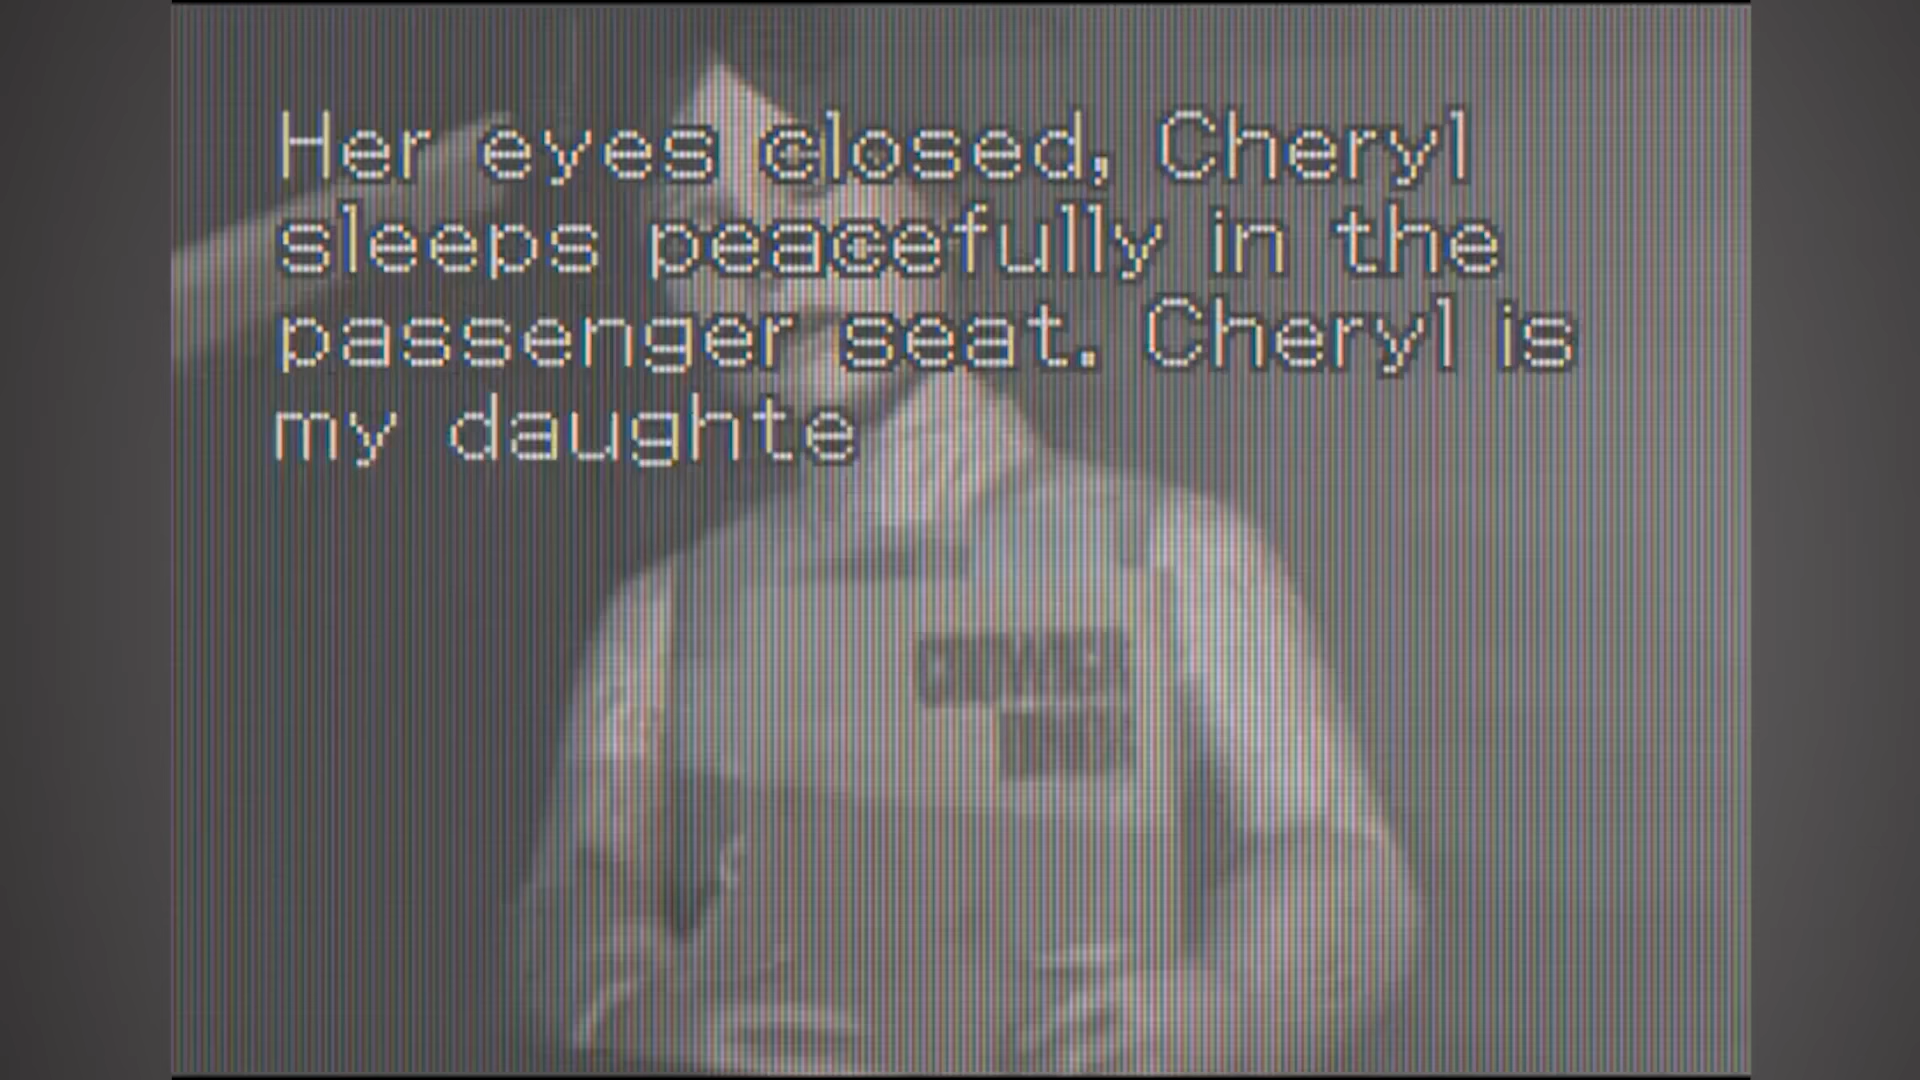 Her eyes closed, Cheryl
sleeps peacefully in the
passenger seat. Cheryl is
my daughte